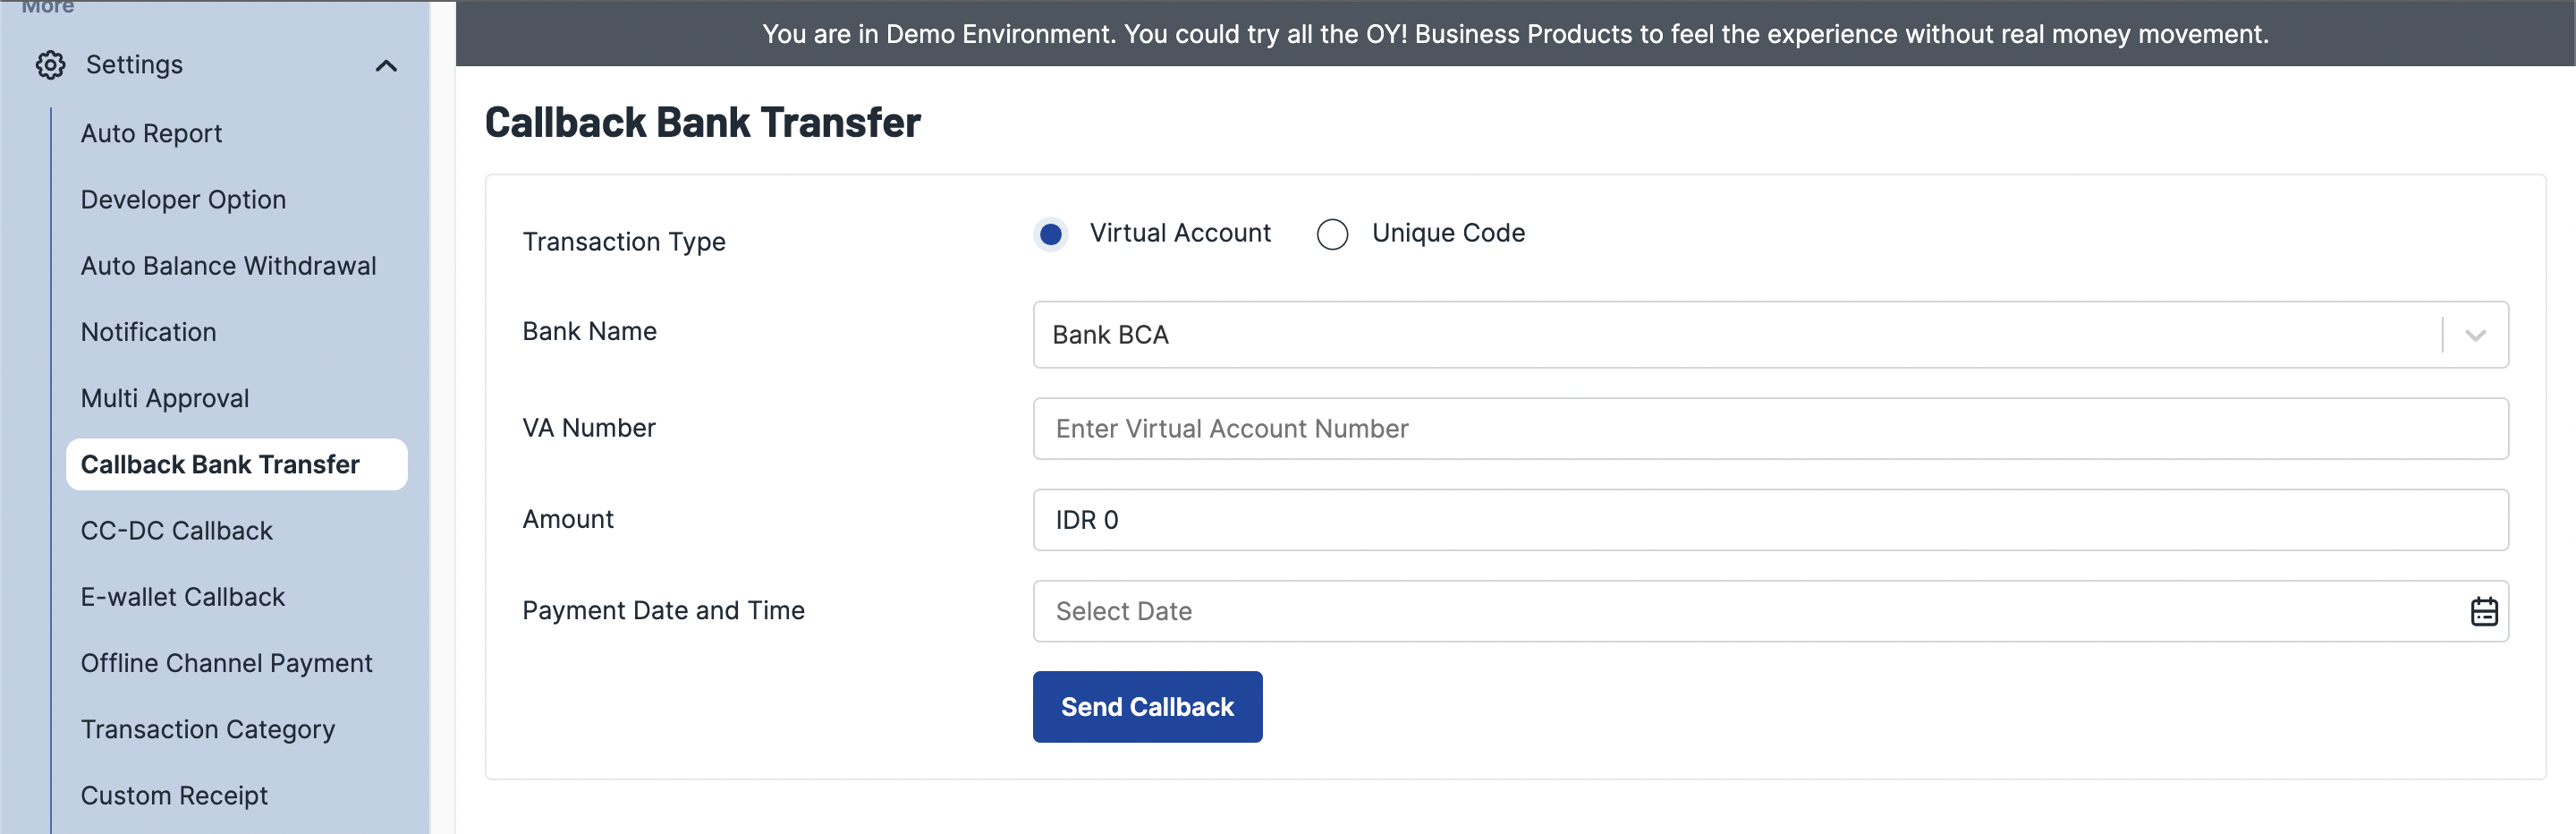 More
Settings
Auto Report
Developer Option
Auto Balance Withdrawal
Notification
Multi Approval
Callback Bank Transfer
CC-DC Callback
E-wallet Callback
Offline Channel Payment
Transaction Category
Custom Receipt
You are in Demo Environment. You could try all the OY! Business Products to feel the experience without real money movement.
Callback Bank Transfer
Transaction Type
Virtual Account
Unique Code
Bank Name
Bank BCA
VA Number
Enter Virtual Account Number
Amount
IDR 0
Payment Date and Time
Select Date
Send Callback